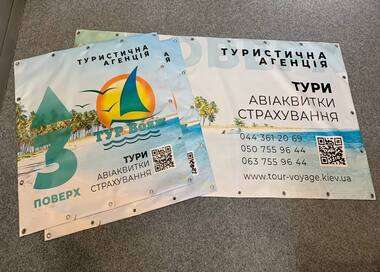 ТУРИСТИЧНА
АГЕНЦІЯ
3
ПОВЕРХ
ТУР Вояж
ТУРИ
АВІАКВИТКИ
СТРАХУВАННЯ
ПОВЕРХ
ТУРИСТИЧНА
АГЕНЦІЯ
ТУРИ
АВІАКВИТКИ
СТРАХУВАННЯ
044 361 20 69
050 755 96 44
063 755 96 44
www.tour-voyage.kiev.ua